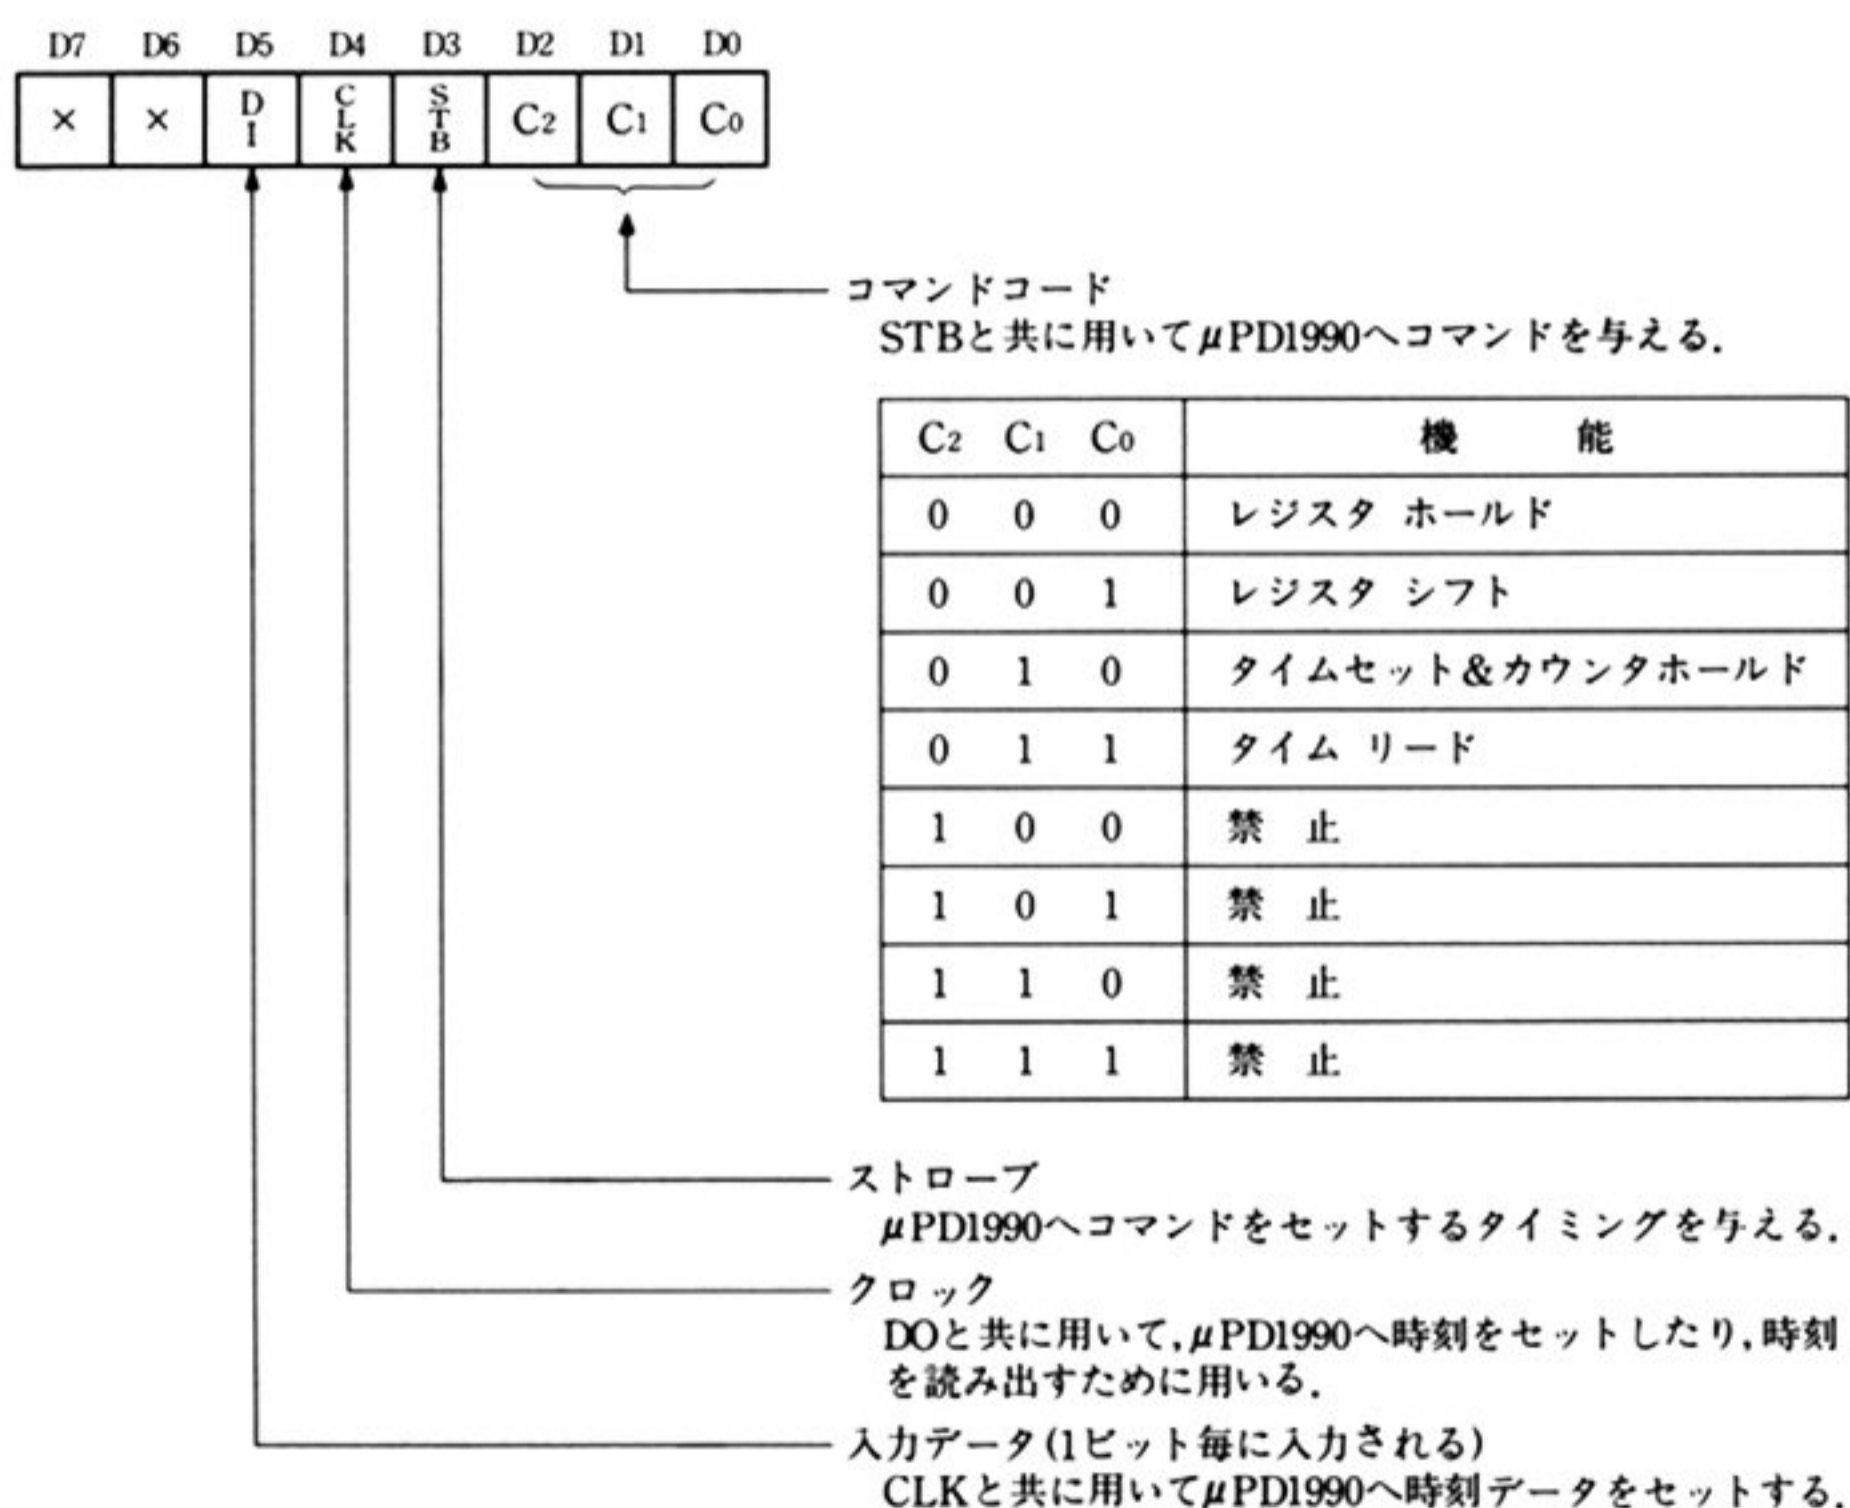 D7 D6 D5 D4 D3 D2 D1 D0
× × DI CLK STB C2 C1 C0
コマンドコード
STBと共に用いてμPD1990へコマンドを与える.
C2 C1 C0 機 能
0 0 0 レジスタ ホールド
0 0 1 レジスタ シフト
0 1 0 タイムセット&カウンタホールド
0 1 1 タイム リード
1 0 0 禁 止
1 0 1 禁 止
1 1 0 禁 止
1 1 1 禁 止
ストローブ
μPD1990へコマンドをセットするタイミングを与える.
クロック
DOと共に用いて,μPD1990へ時刻をセットしたり,時刻
を読み出すために用いる.
入力データ(1ビット毎に入力される)
CLKと共に用いてμPD1990へ時刻データをセットする.